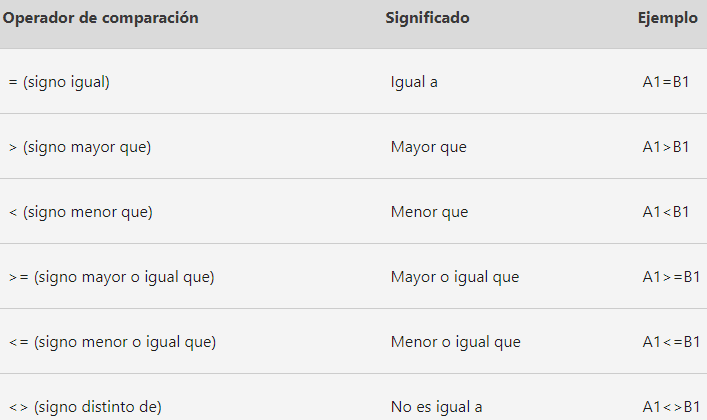 Operador de comparación Significado Ejemplo
= (signo igual) Igual a A1=B1
> (signo mayor que) Mayor que A1>B1
< (signo menor que) Menor que A1<B1
>= (signo mayor o igual que) Mayor o igual que A1>=B1
<= (signo menor o igual que) Menor o igual que A1<=B1
<> (signo distinto de) No es igual a A1<>B1